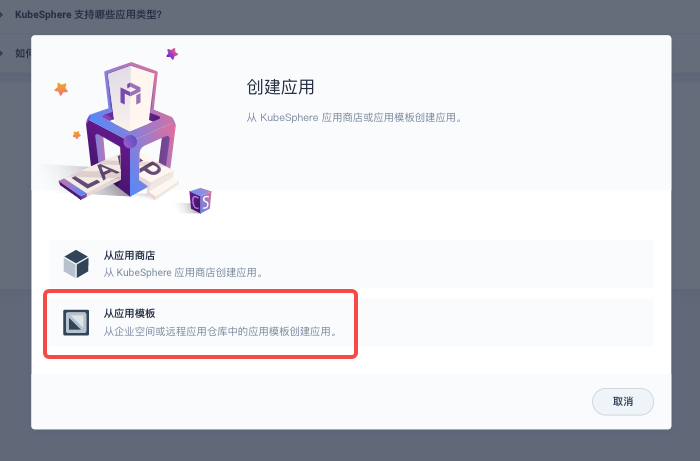 KubeSphere 支持哪些应用类型?
如何
创建应用
从 KubeSphere 应用商店或应用模板创建应用。
LAMP
CS
从应用商店
从 KubeSphere 应用商店创建应用。
从应用模板
从企业空间或远程应用仓库中的应用模板创建应用。
取消